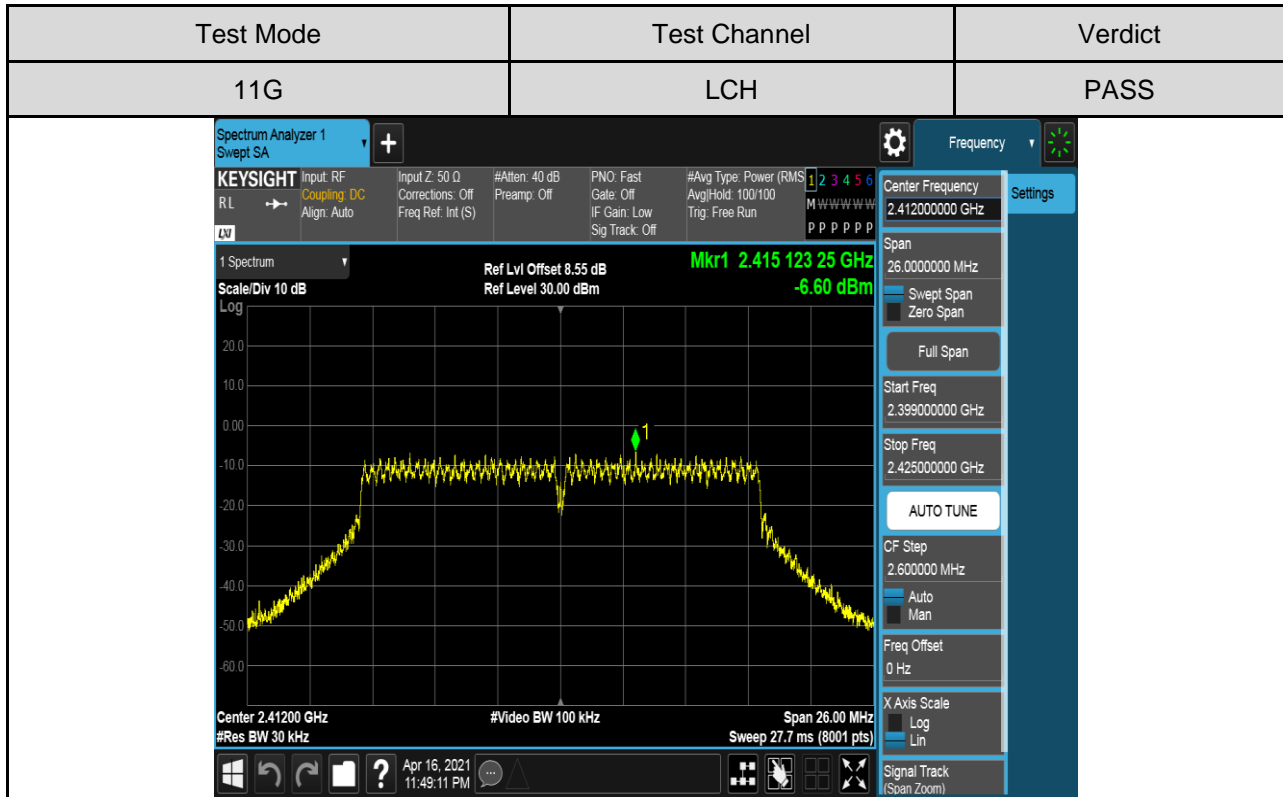 Test Mode Test Channel Verdict
11G LCH PASS
Spectrum Analyzer 1
Swept SA
+
Frequency
KEYSIGHT
RL
LXI
Input: RF
Coupling: DC
Align: Auto
Input Z: 50 Ω
Corrections: Off
Freq Ref: Int (S)
#Atten: 40 dB
Preamp: Off
PNO: Fast
Gate: Off
IF Gain: Low
Sig Track: Off
#Avg Type: Power (RMS
Avg|Hold: 100/100
Trig: Free Run
1 2 3 4 5 6
M W W W W W
P P P P P P
1 Spectrum
Scale/Div 10 dB
Log
Ref Lvl Offset 8.55 dB
Ref Level 30.00 dBm
Mkr1 2.415 123 25 GHz
-6.60 dBm
20.0
10.0
0.00
-10.0
-20.0
-30.0
-40.0
-50.0
-60.0
1
Center 2.41200 GHz
#Res BW 30 kHz
#Video BW 100 kHz
Span 26.00 MHz
Sweep 27.7 ms (8001 pts)
Center Frequency
2.412000000 GHz
Settings
Span
26.0000000 MHz
Swept Span
Zero Span
Full Span
Start Freq
2.399000000 GHz
Stop Freq
2.425000000 GHz
AUTO TUNE
CF Step
2.600000 MHz
Auto
Man
Freq Offset
0 Hz
X Axis Scale
Log
Lin
Signal Track
(Span Zoom)
?
Apr 16, 2021
11:49:11 PM